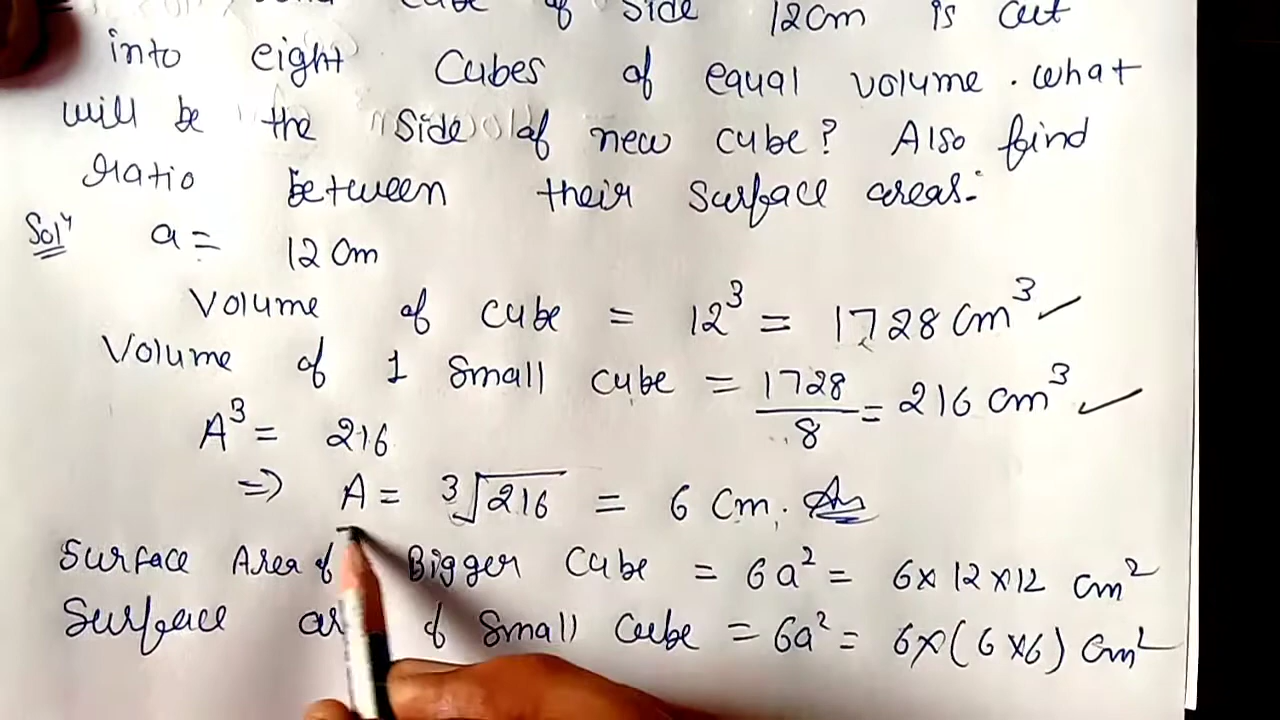 cube of side 12cm is cut
into eight cubes of equal volume. what
will be the side of new cube? Also find
ratio between their surface areas.
Solⁿ a = 12 cm
Volume of cube = 12³ = 1728 cm³ ✓
Volume of 1 small cube = 1728/8 = 216 cm³ ✓
A³ = 216
=> A = ³√216 = 6 cm. Ans
Surface Area of Bigger Cube = 6a² = 6×12×12 cm²
Surface of small cube = 6a² = 6×(6×6) cm²